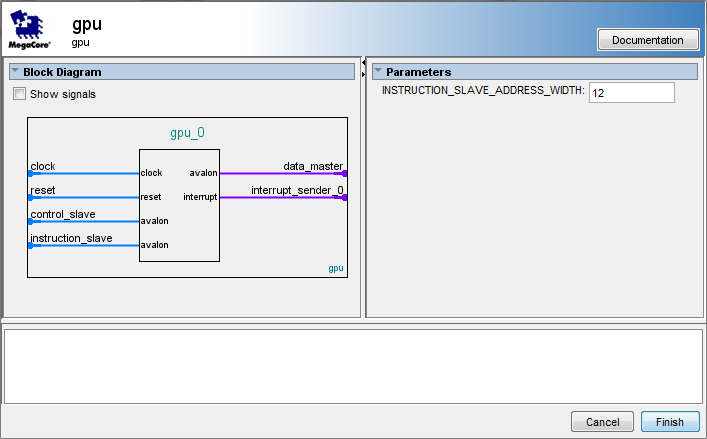 gpu
gpu
MegaCore®
Documentation
Block Diagram
Show signals
gpu_0
clock
clock
avalon
data_master
reset
reset
interrupt
interrupt_sender_0
control_slave
avalon
instruction_slave
avalon
gpu
Parameters
INSTRUCTION_SLAVE_ADDRESS_WIDTH: 12
Cancel
Finish